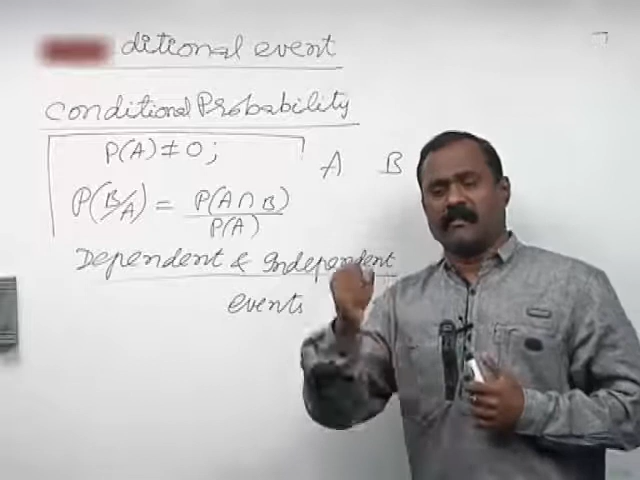 ditional event
Conditional Probability
P(A) ≠ 0;
A B
P(B/A) = P(A ∩ B)
P(A)
Dependent & Independent
events